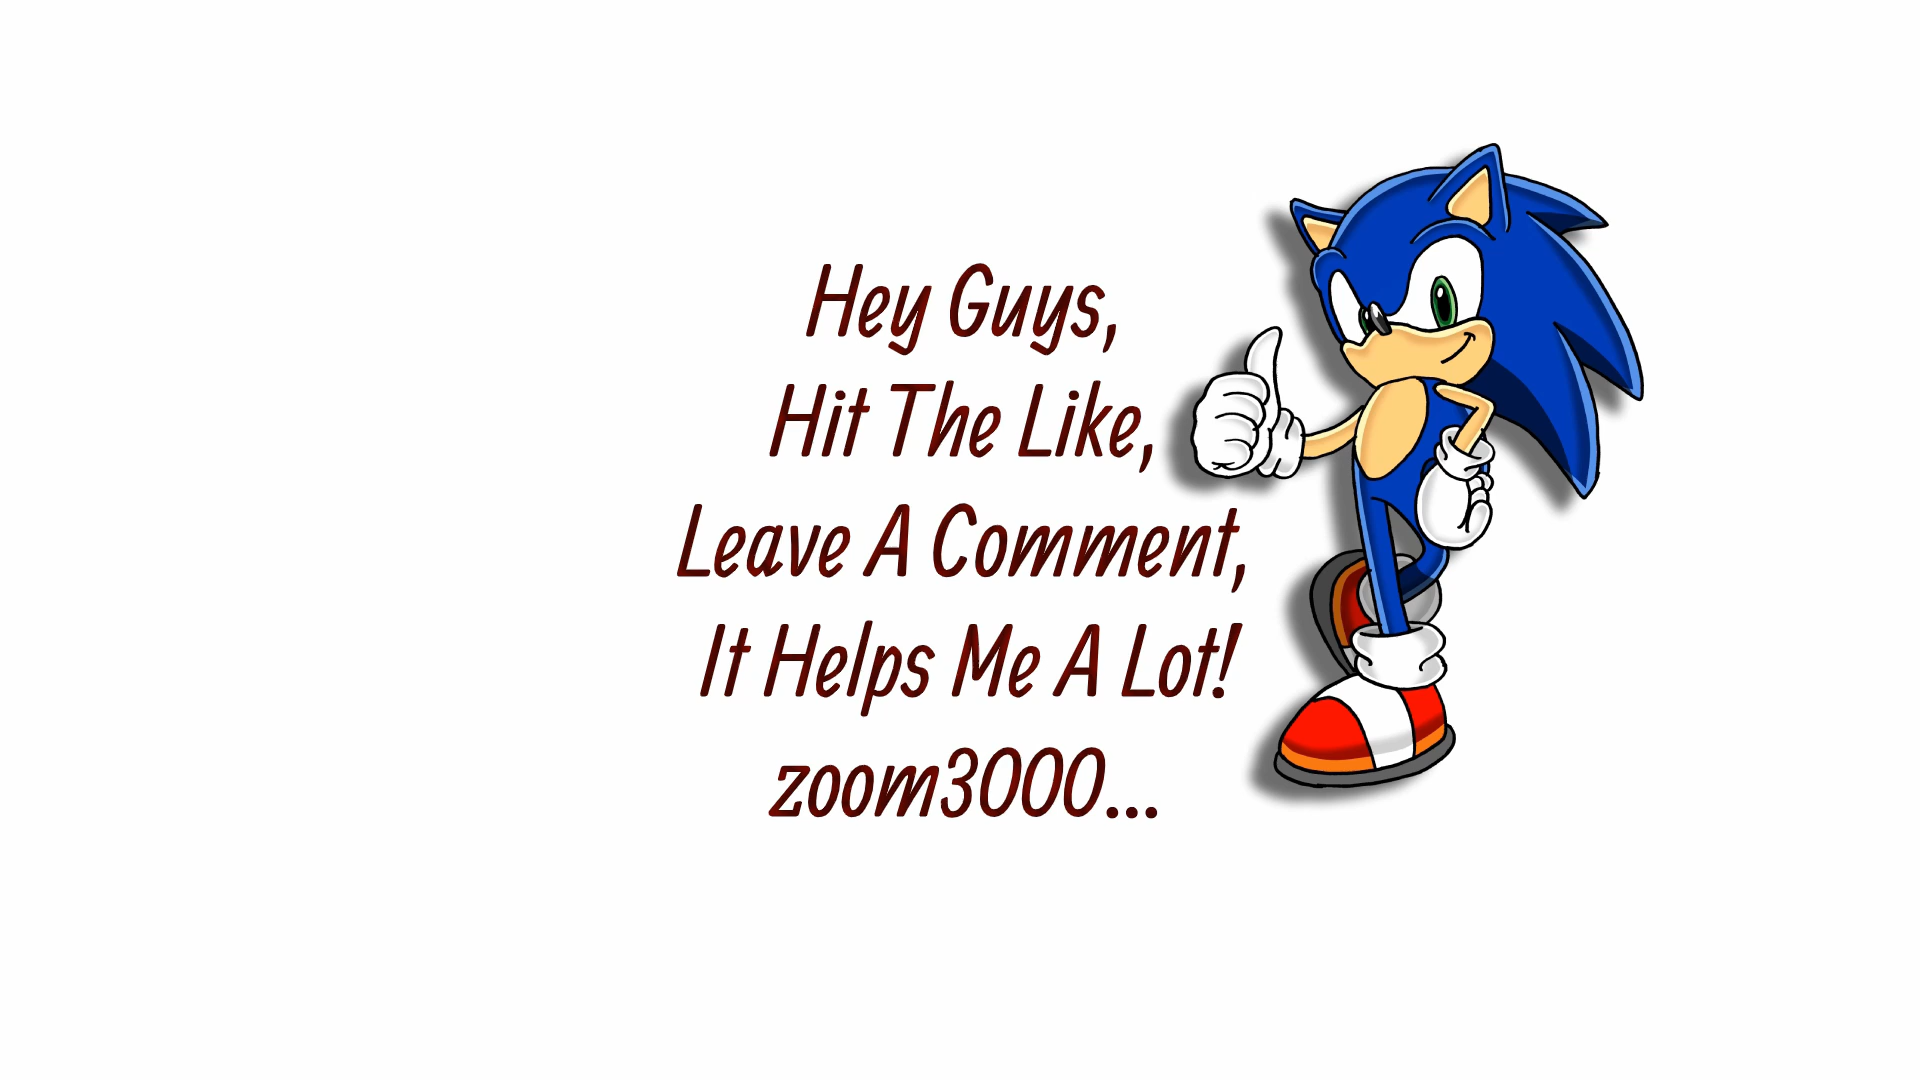 Hey Guys,
Hit The Like,
Leave A Comment,
It Helps Me A Lot!
zoom3000...